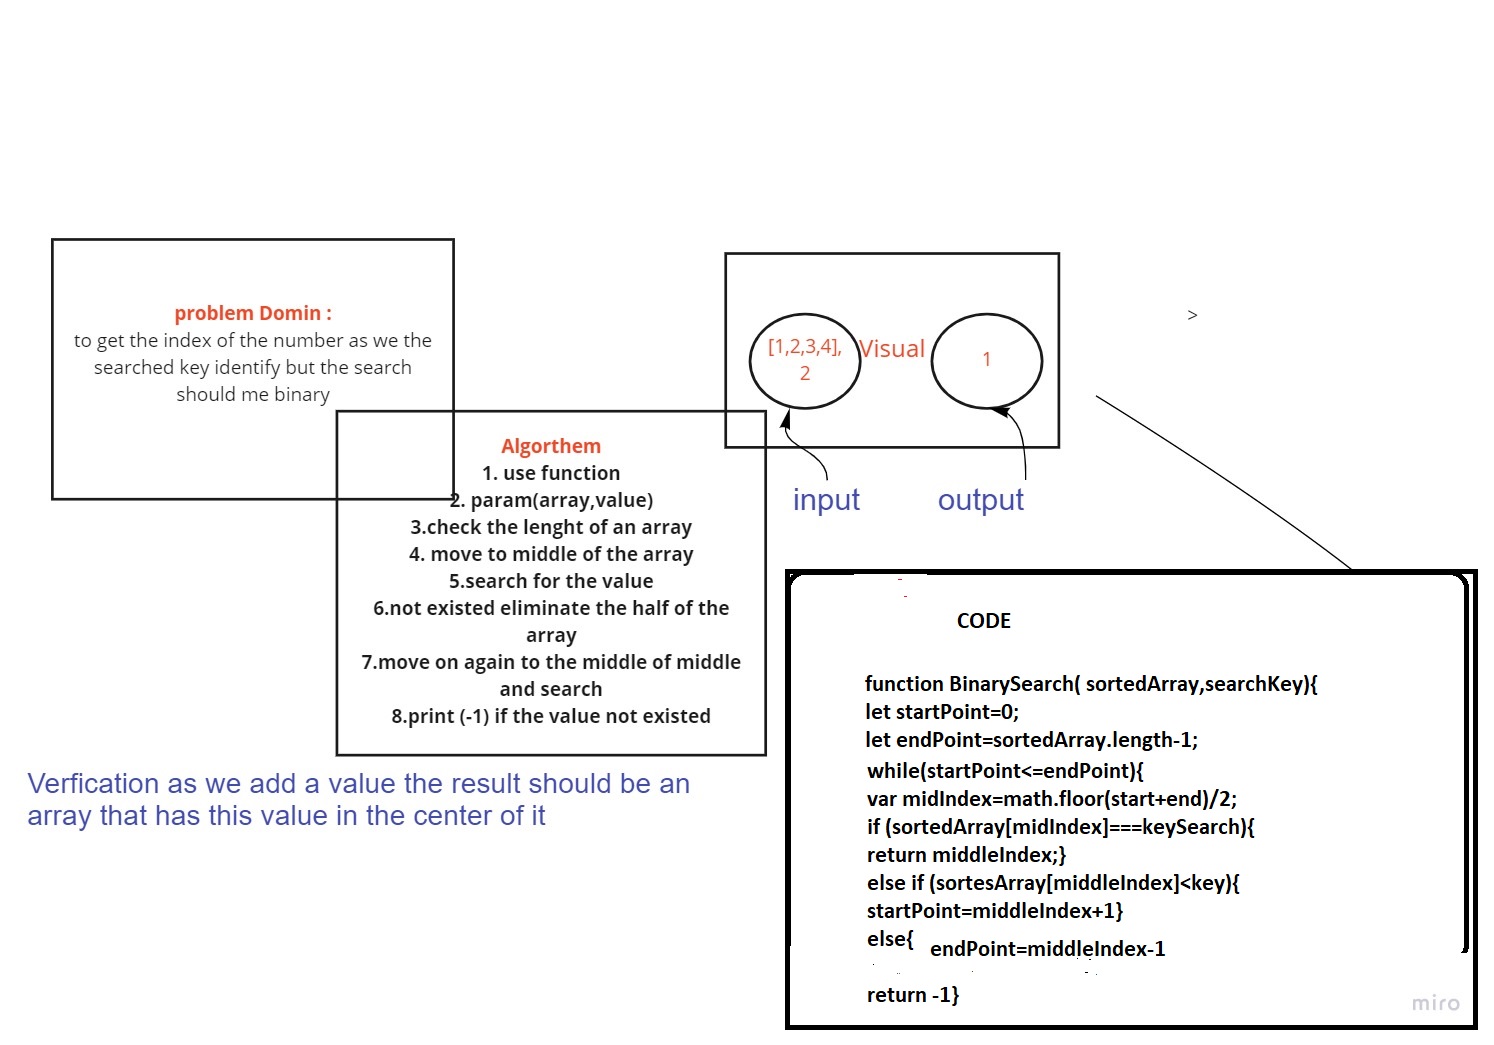 problem Domin :
to get the index of the number as we the
searched key identify but the search
should me binary
Algorthem
1. use function
2. param(array,value)
3.check the lenght of an array
4. move to middle of the array
5.search for the value
6.not existed eliminate the half of the
array
7.move on again to the middle of middle
and search
8.print (-1) if the value not existed
Verfication as we add a value the result should be an
array that has this value in the center of it
[1,2,3,4],
2
Visual
1
input
output
>
CODE
function BinarySearch( sortedArray,searchKey){
let startPoint=0;
let endPoint=sortedArray.length-1;
while(startPoint<=endPoint){
var midIndex=math.floor(start+end)/2;
if (sortedArray[midIndex]===keySearch){
return middleIndex;}
else if (sortesArray[middleIndex]<key){
startPoint=middleIndex+1}
else{ endPoint=middleIndex-1
return -1}
miro